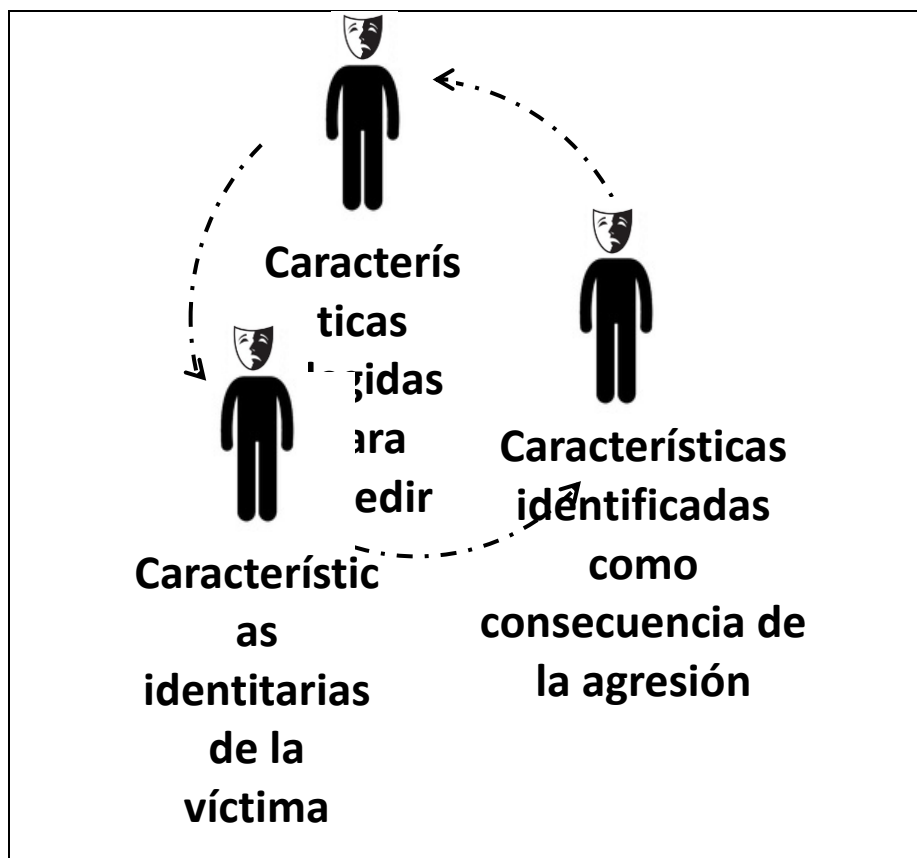 Caracterís
ticas
gidas
ara
edir
Característic
as
identitarias
de la
víctima
Características
identificadas
como
consecuencia de
la agresión